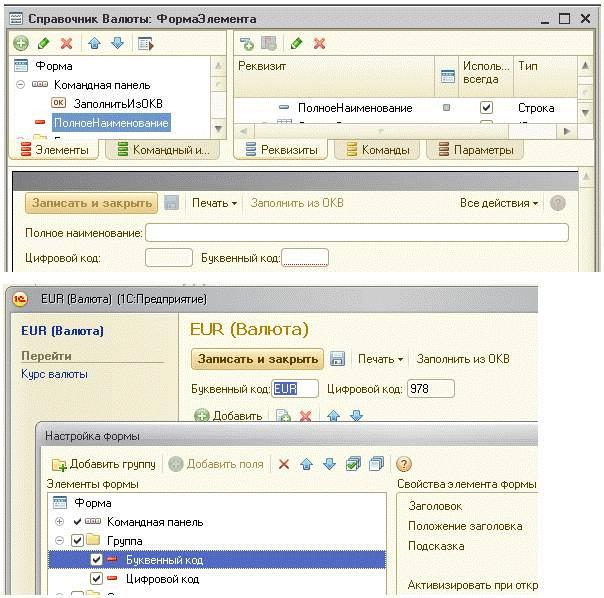 Справочник Валюты: ФормаЭлемента
Форма
Командная панель
OK ЗаполнитьИзОКВ
ПолноеНаименование
Реквизит Исполь... всегда Тип
ПолноеНаименование Строка
Элементы Командный и... Реквизиты Команды Параметры
Записать и закрыть Печать Заполнить из ОКВ Все действия
Полное наименование:
Цифровой код: Буквенный код:
1С EUR (Валюта) (1С:Предприятие)
EUR (Валюта) EUR (Валюта)
Перейти Записать и закрыть Печать Заполнить из ОКВ
Курс валюты Буквенный код: EUR Цифровой код: 978
Добавить
Настройка формы
Добавить группу Добавить поля
Элементы формы Свойства элемента формы
Форма Заголовок
Командная панель Положение заголовка
Группа Подсказка
Буквенный код
Цифровой код Активизировать при откр